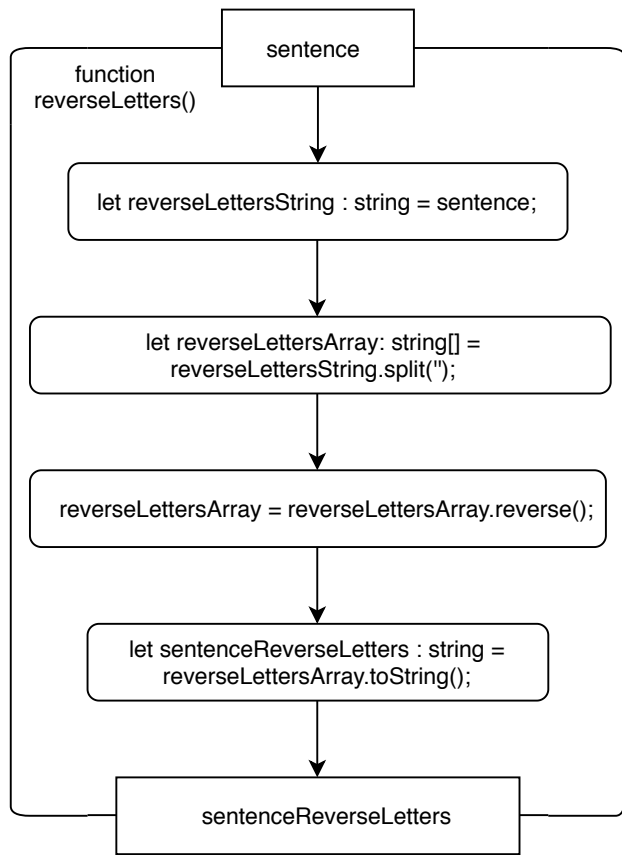 sentence
function
reverseLetters()
let reverseLettersString : string = sentence;
let reverseLettersArray: string[] =
reverseLettersString.split('');
reverseLettersArray = reverseLettersArray.reverse();
let sentenceReverseLetters : string =
reverseLettersArray.toString();
sentenceReverseLetters